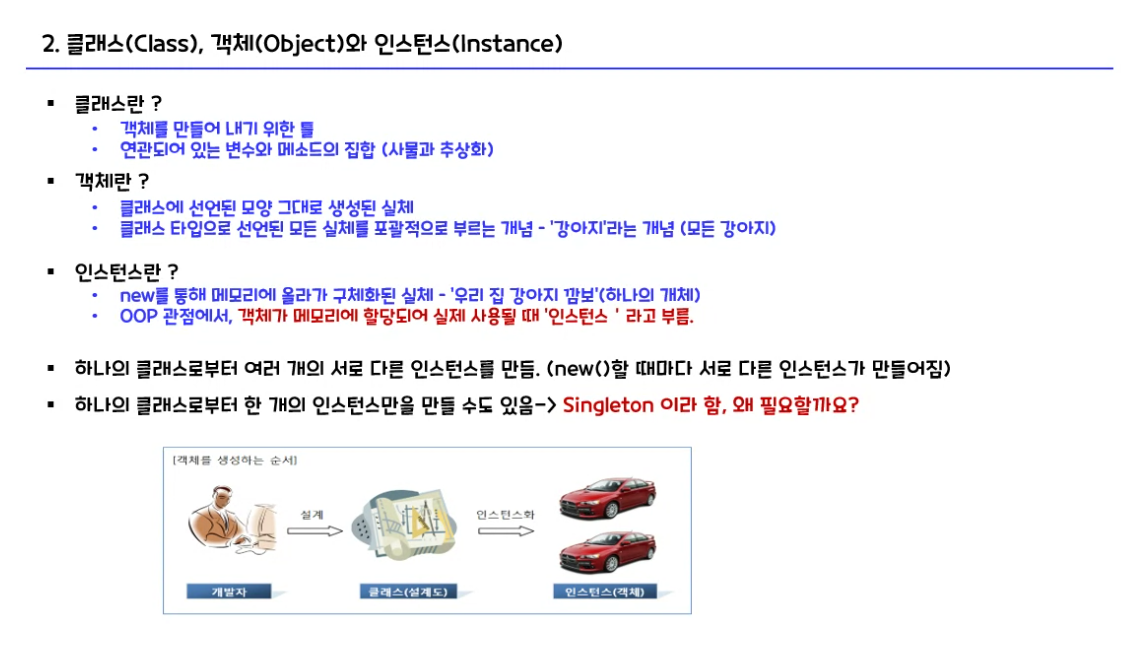 2. 클래스(Class), 객체(Object)와 인스턴스(Instance)
▪ 클래스란 ?
• 객체를 만들어 내기 위한 틀
• 연관되어 있는 변수와 메소드의 집합 (사물과 추상화)
▪ 객체란 ?
• 클래스에 선언된 모양 그대로 생성된 실체
• 클래스 타입으로 선언된 모든 실체를 포괄적으로 부르는 개념 - '강아지'라는 개념 (모든 강아지)
▪ 인스턴스란 ?
• new를 통해 메모리에 올라가 구체화된 실체 - '우리 집 강아지 깜보'(하나의 개체)
• OOP 관점에서, 객체가 메모리에 할당되어 실제 사용될 때 '인스턴스 ' 라고 부름.
▪ 하나의 클래스로부터 여러 개의 서로 다른 인스턴스를 만듬. (new()할 때마다 서로 다른 인스턴스가 만들어짐)
▪ 하나의 클래스로부터 한 개의 인스턴스만을 만들 수도 있음-> Singleton 이라 함, 왜 필요할까요?
[객체를 생성하는 순서]
설계
인스턴스화
개발자
클래스(설계도)
인스턴스(객체)